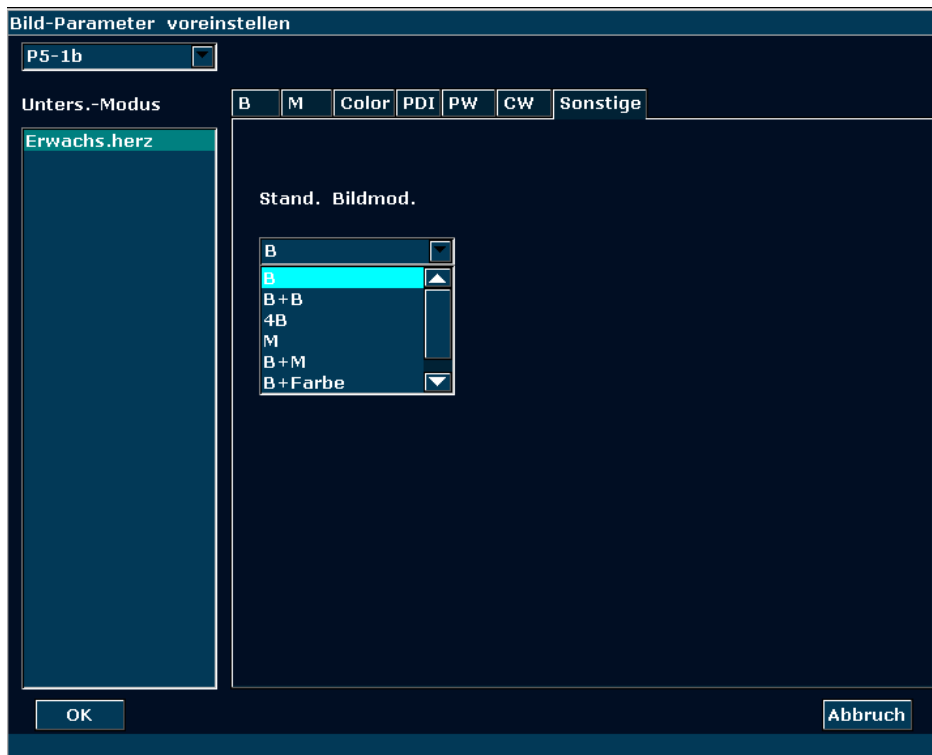 Bild-Parameter voreinstellen
P5-1b
Unters.-Modus
B M Color PDI PW CW Sonstige
Erwachs.herz
Stand. Bildmod.
B
B
B+B
4B
M
B+M
B+Farbe
OK
Abbruch